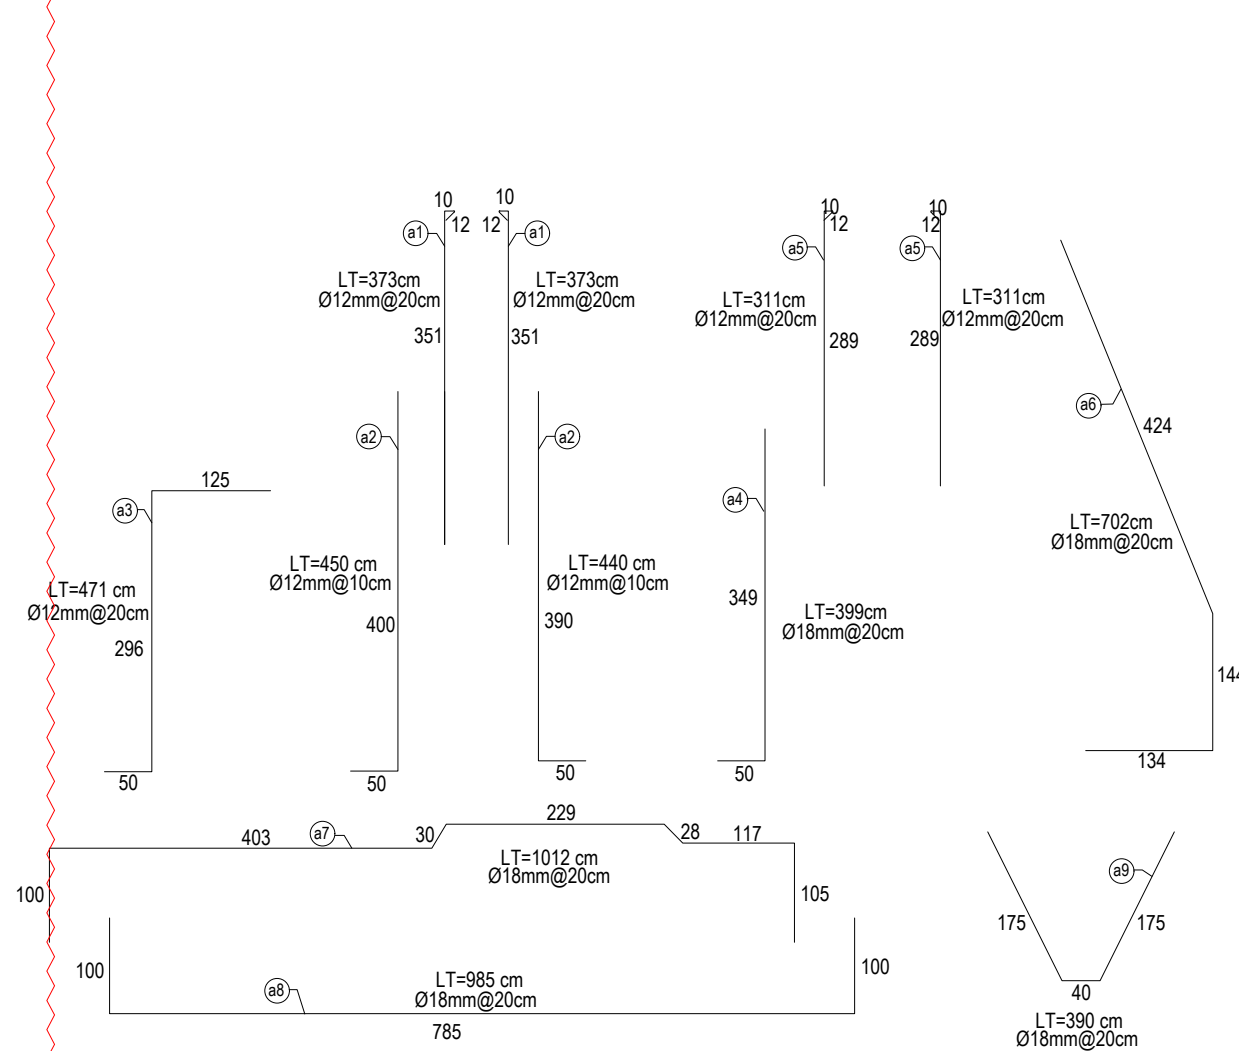 10
12
a1
LT=373cm
Ø12mm@20cm
351
10
12
a1
LT=373cm
Ø12mm@20cm
351
10
12
a5
LT=311cm
Ø12mm@20cm
289
10
12
a5
LT=311cm
Ø12mm@20cm
289
a6
424
LT=702cm
Ø18mm@20cm
144
134
125
a3
LT=471 cm
Ø12mm@20cm
296
50
a2
LT=450 cm
Ø12mm@10cm
400
50
a2
LT=440 cm
Ø12mm@10cm
390
50
a4
349
LT=399cm
Ø18mm@20cm
50
403
a7
30
229
28
117
LT=1012 cm
Ø18mm@20cm
100
105
100
a8
LT=985 cm
Ø18mm@20cm
785
100
a9
175
175
40
LT=390 cm
Ø18mm@20cm